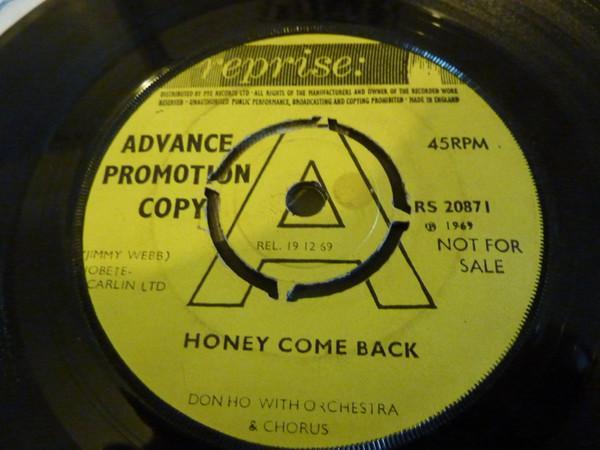 reprise:
DISTRIBUTED BY PYE RECORDS LTD · ALL RIGHTS OF THE MANUFACTURERS AND OWNER OF THE RECORDED WORK
RESERVED · UNAUTHORISED PUBLIC PERFORMANCE, BROADCASTING AND COPYING PROHIBITED · MADE IN ENGLAND
ADVANCE
PROMOTION
COPY
45RPM
A
RS 20871
℗ 1969
NOT FOR
SALE
REL. 19 12 69
(JIMMY WEBB)
JOBETE-
CARLIN LTD
HONEY COME BACK
DON HO WITH ORCHESTRA
& CHORUS